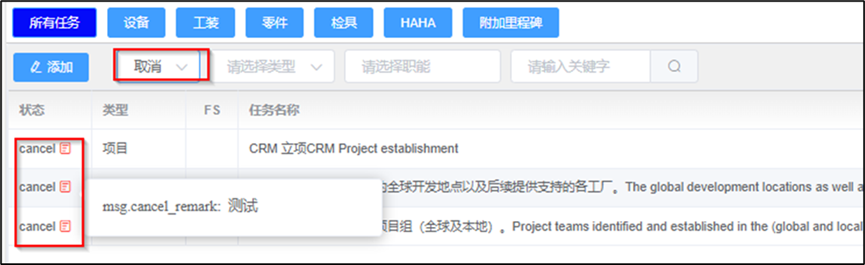 所有任务 设备 工装 零件 检具 HAHA 附加里程碑
添加 取消 请选择类型 请选择职能 请输入关键字
状态 类型 FS 任务名称
cancel 项目 CRM 立项CRM Project establishment
cancel 的全球开发地点以及后续提供支持的各工厂。The global development locations as well a
msg.cancel_remark: 测试
cancel 项目组（全球及本地）。Project teams identified and established in the (global and local